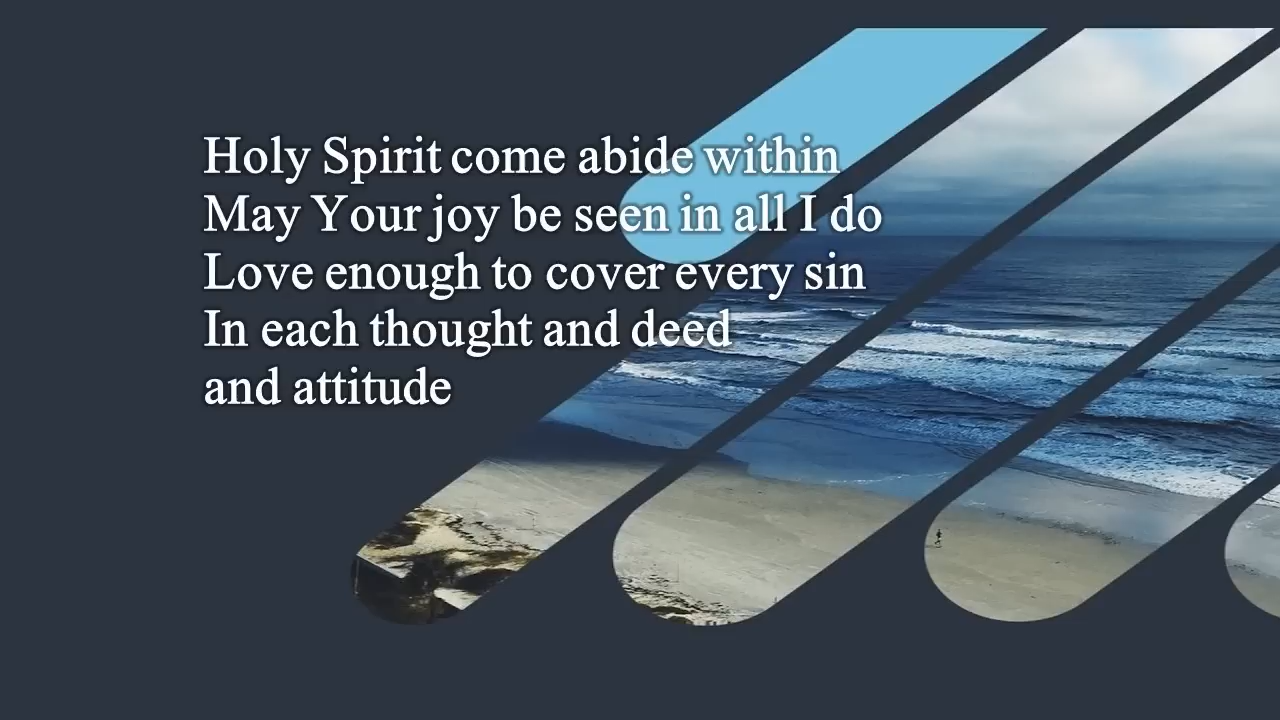 Holy Spirit come abide within
May Your joy be seen in all I do
Love enough to cover every sin
In each thought and deed
and attitude